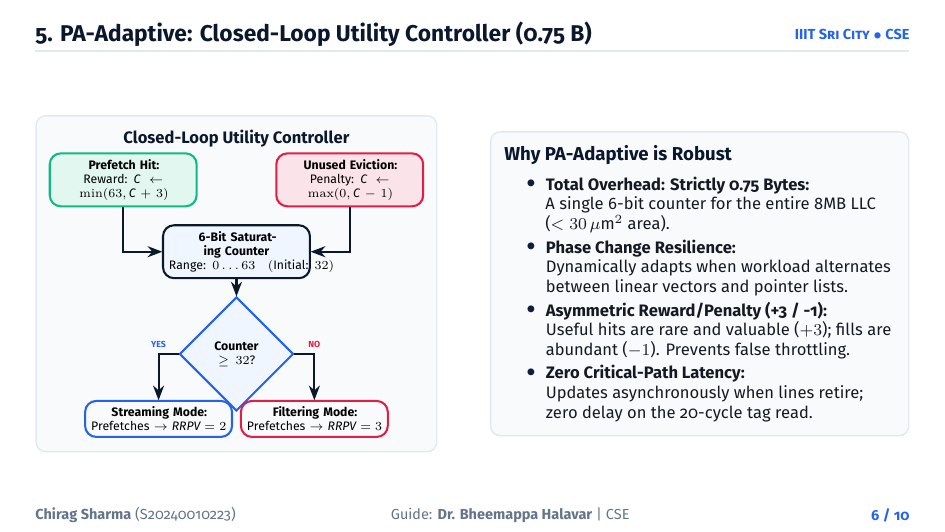 5. PA-Adaptive: Closed-Loop Utility Controller (0.75 B)
IIIT Sri City • CSE
Closed-Loop Utility Controller
Prefetch Hit:
Reward: C ←
min(63, C + 3)
Unused Eviction:
Penalty: C ←
max(0, C − 1)
6-Bit Saturat-
ing Counter
Range: 0 . . . 63 (Initial: 32)
Counter
≥ 32?
YES
NO
Streaming Mode:
Prefetches → RRPV = 2
Filtering Mode:
Prefetches → RRPV = 3
Why PA-Adaptive is Robust
• Total Overhead: Strictly 0.75 Bytes:
A single 6-bit counter for the entire 8MB LLC
(< 30 μm² area).
• Phase Change Resilience:
Dynamically adapts when workload alternates
between linear vectors and pointer lists.
• Asymmetric Reward/Penalty (+3 / -1):
Useful hits are rare and valuable (+3); fills are
abundant (−1). Prevents false throttling.
• Zero Critical-Path Latency:
Updates asynchronously when lines retire;
zero delay on the 20-cycle tag read.
Chirag Sharma (S20240010223)
Guide: Dr. Bheemappa Halavar | CSE
6 / 10